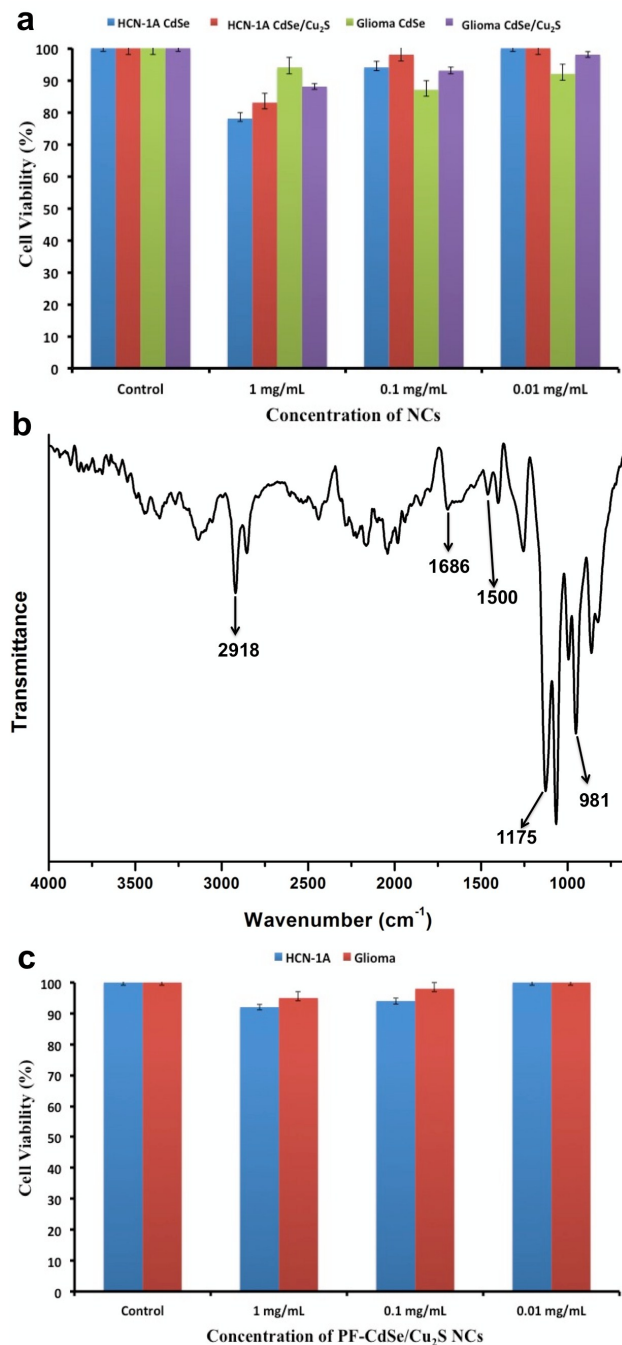 a
HCN-1A CdSe HCN-1A CdSe/Cu₂S Glioma CdSe Glioma CdSe/Cu₂S
100
90
80
70
60
50
40
30
20
10
0
Cell Viability (%)
Control 1 mg/mL 0.1 mg/mL 0.01 mg/mL
Concentration of NCs
b
Transmittance
2918
1686
1500
1175
981
4000 3500 3000 2500 2000 1500 1000
Wavenumber (cm⁻¹)
c
HCN-1A Glioma
100
90
80
70
60
50
40
30
20
10
0
Cell Viability (%)
Control 1 mg/mL 0.1 mg/mL 0.01 mg/mL
Concentration of PF-CdSe/Cu₂S NCs